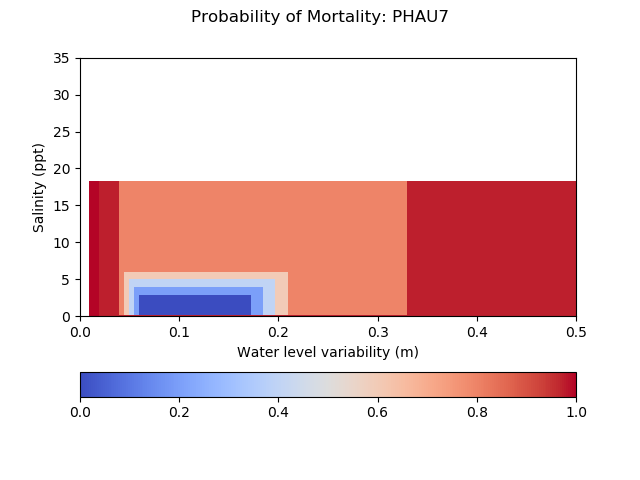 Probability of Mortality: PHAU7
35
30
25
20
15
10
5
0
Salinity (ppt)
0.0 0.1 0.2 0.3 0.4 0.5
Water level variability (m)
0.0 0.2 0.4 0.6 0.8 1.0